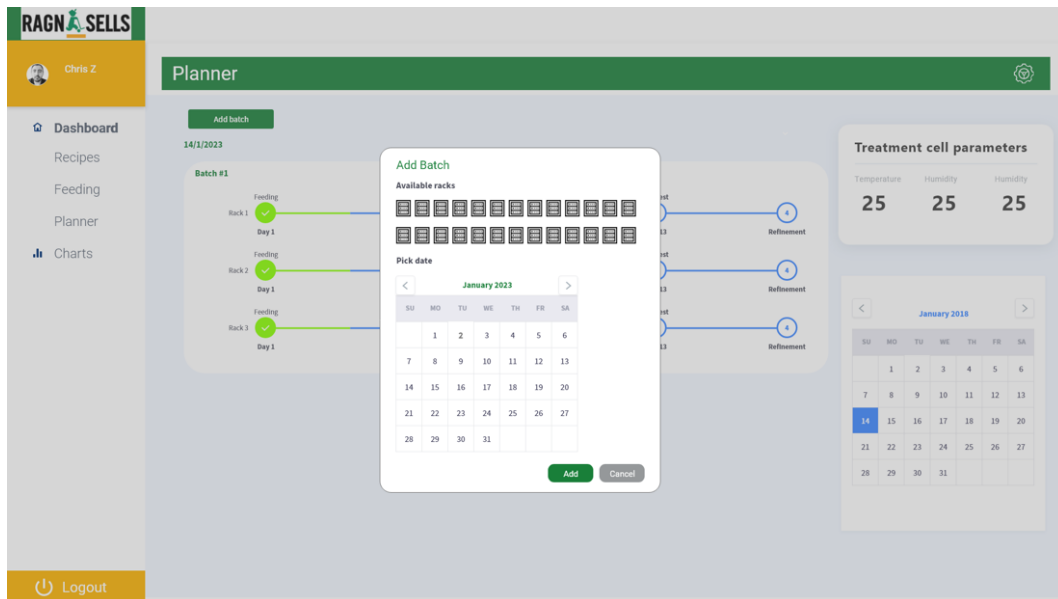 RAGN SELLS
Chris Z
Planner
Dashboard
Recipes
Feeding
Planner
Charts
Logout
Add batch
14/1/2023
Batch #1
Feeding
Rack 1
Day 1
4
Refinement
Feeding
Rack 2
Day 1
4
Refinement
Feeding
Rack 3
Day 1
4
Refinement
Add Batch
Available racks
Pick date
< January 2023 >
SU MO TU WE TH FR SA
1 2 3 4 5 6
7 8 9 10 11 12 13
14 15 16 17 18 19 20
21 22 23 24 25 26 27
28 29 30 31
Add Cancel
Treatment cell parameters
Temperature Humidity Humidity
25 25 25
< January 2018 >
SU MO TU WE TH FR SA
1 2 3 4 5 6
7 8 9 10 11 12 13
14 15 16 17 18 19 20
21 22 23 24 25 26 27
28 29 30 31